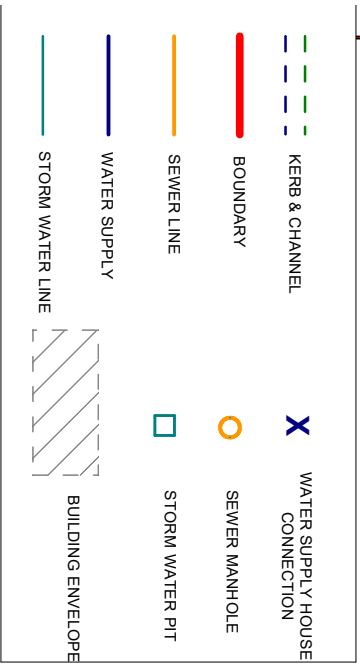 KERB & CHANNEL
BOUNDARY
SEWER LINE
WATER SUPPLY
STORM WATER LINE
X
WATER SUPPLY HOUSE
CONNECTION
SEWER MANHOLE
STORM WATER PIT
BUILDING ENVELOPE